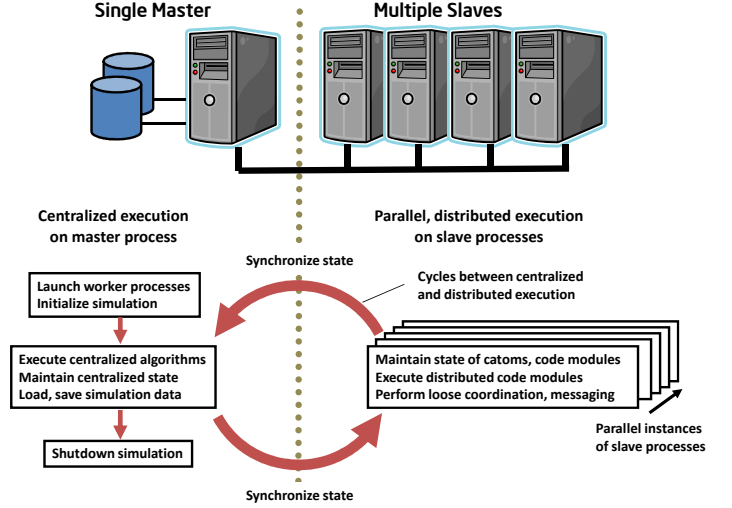 Single Master
Multiple Slaves
Centralized execution
on master process
Parallel, distributed execution
on slave processes
Synchronize state
Cycles between centralized
and distributed execution
Launch worker processes
Initialize simulation
Execute centralized algorithms
Maintain centralized state
Load, save simulation data
Maintain state of catoms, code modules
Execute distributed code modules
Perform loose coordination, messaging
Parallel instances
of slave processes
Shutdown simulation
Synchronize state